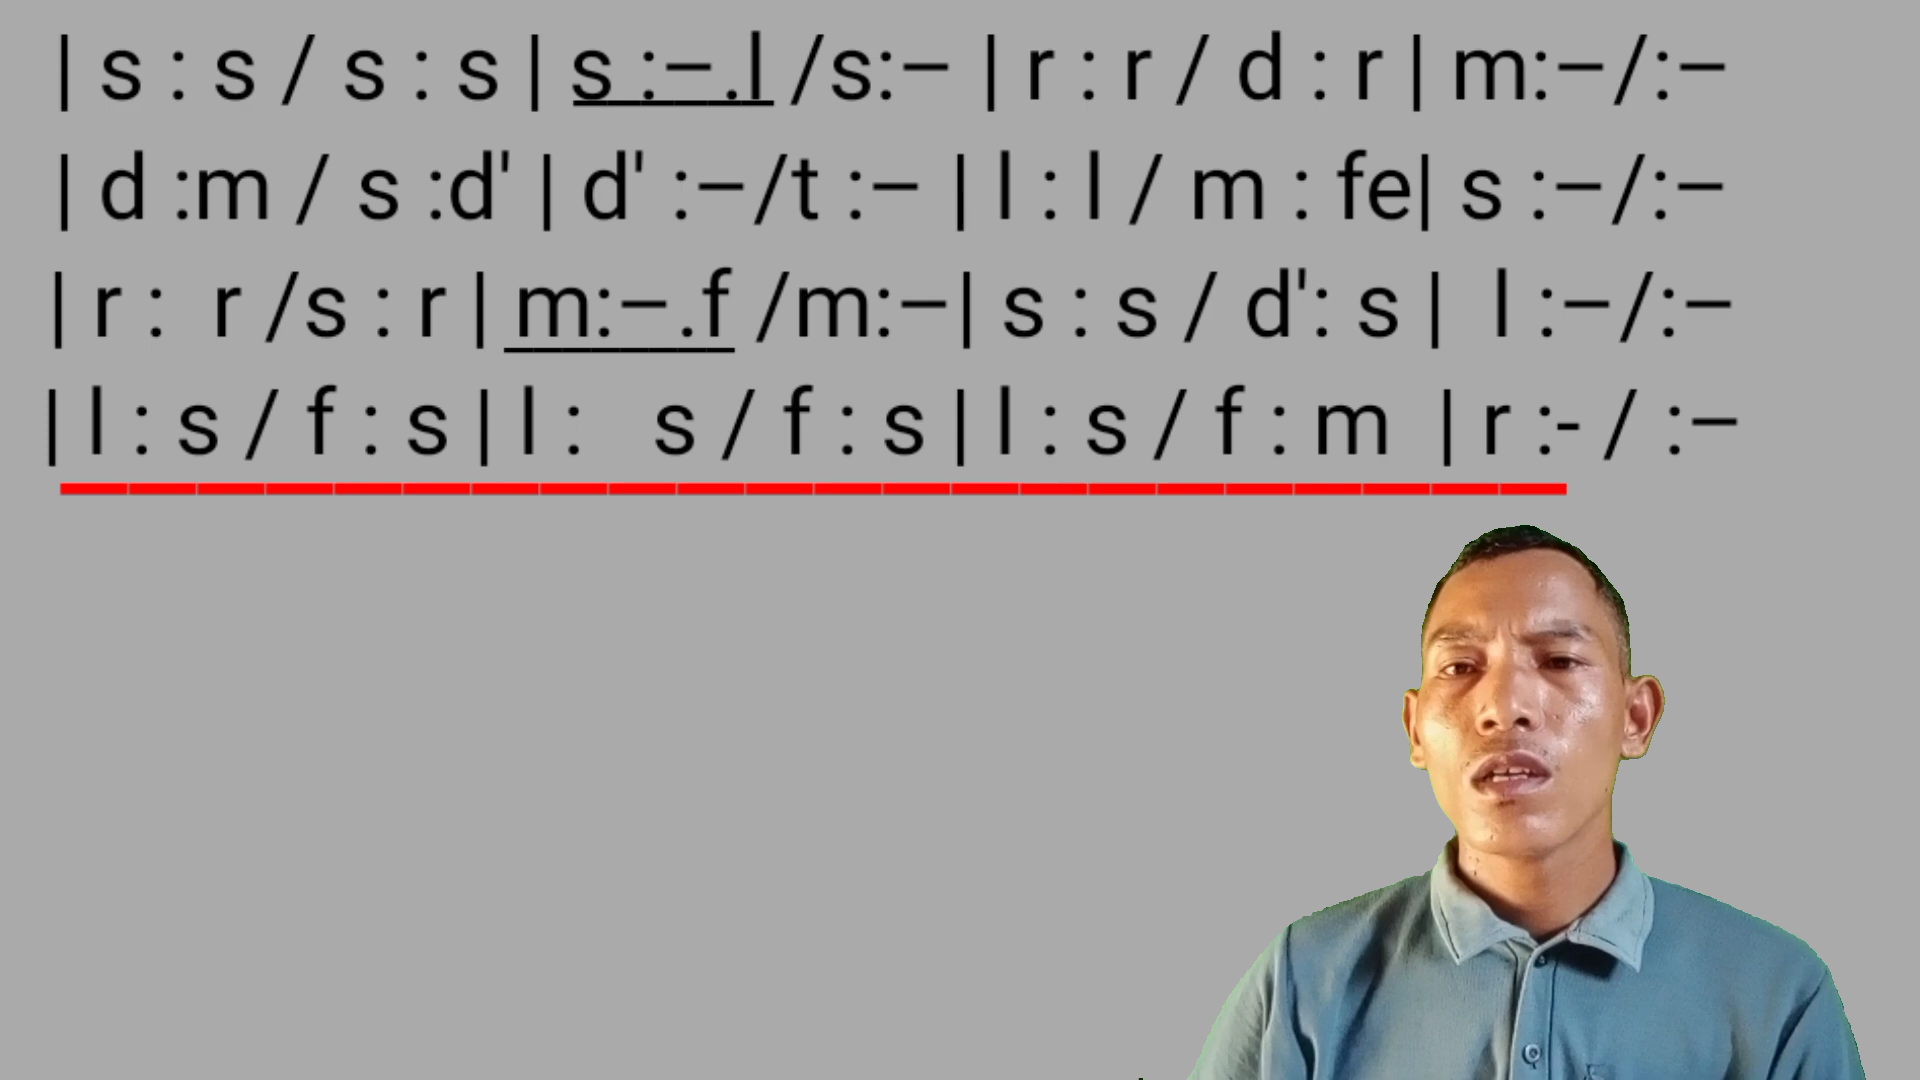 | s : s / s : s | s :–.l /s:– | r : r / d : r | m:–/:–
| d :m / s :d' | d' :–/t :– | l : l / m : fe| s :–/:–
| r :  r /s : r | m:–.f /m:–| s : s / d': s |  l :–/:–
| l : s / f : s | l :   s / f : s | l : s / f : m  | r :- / :–